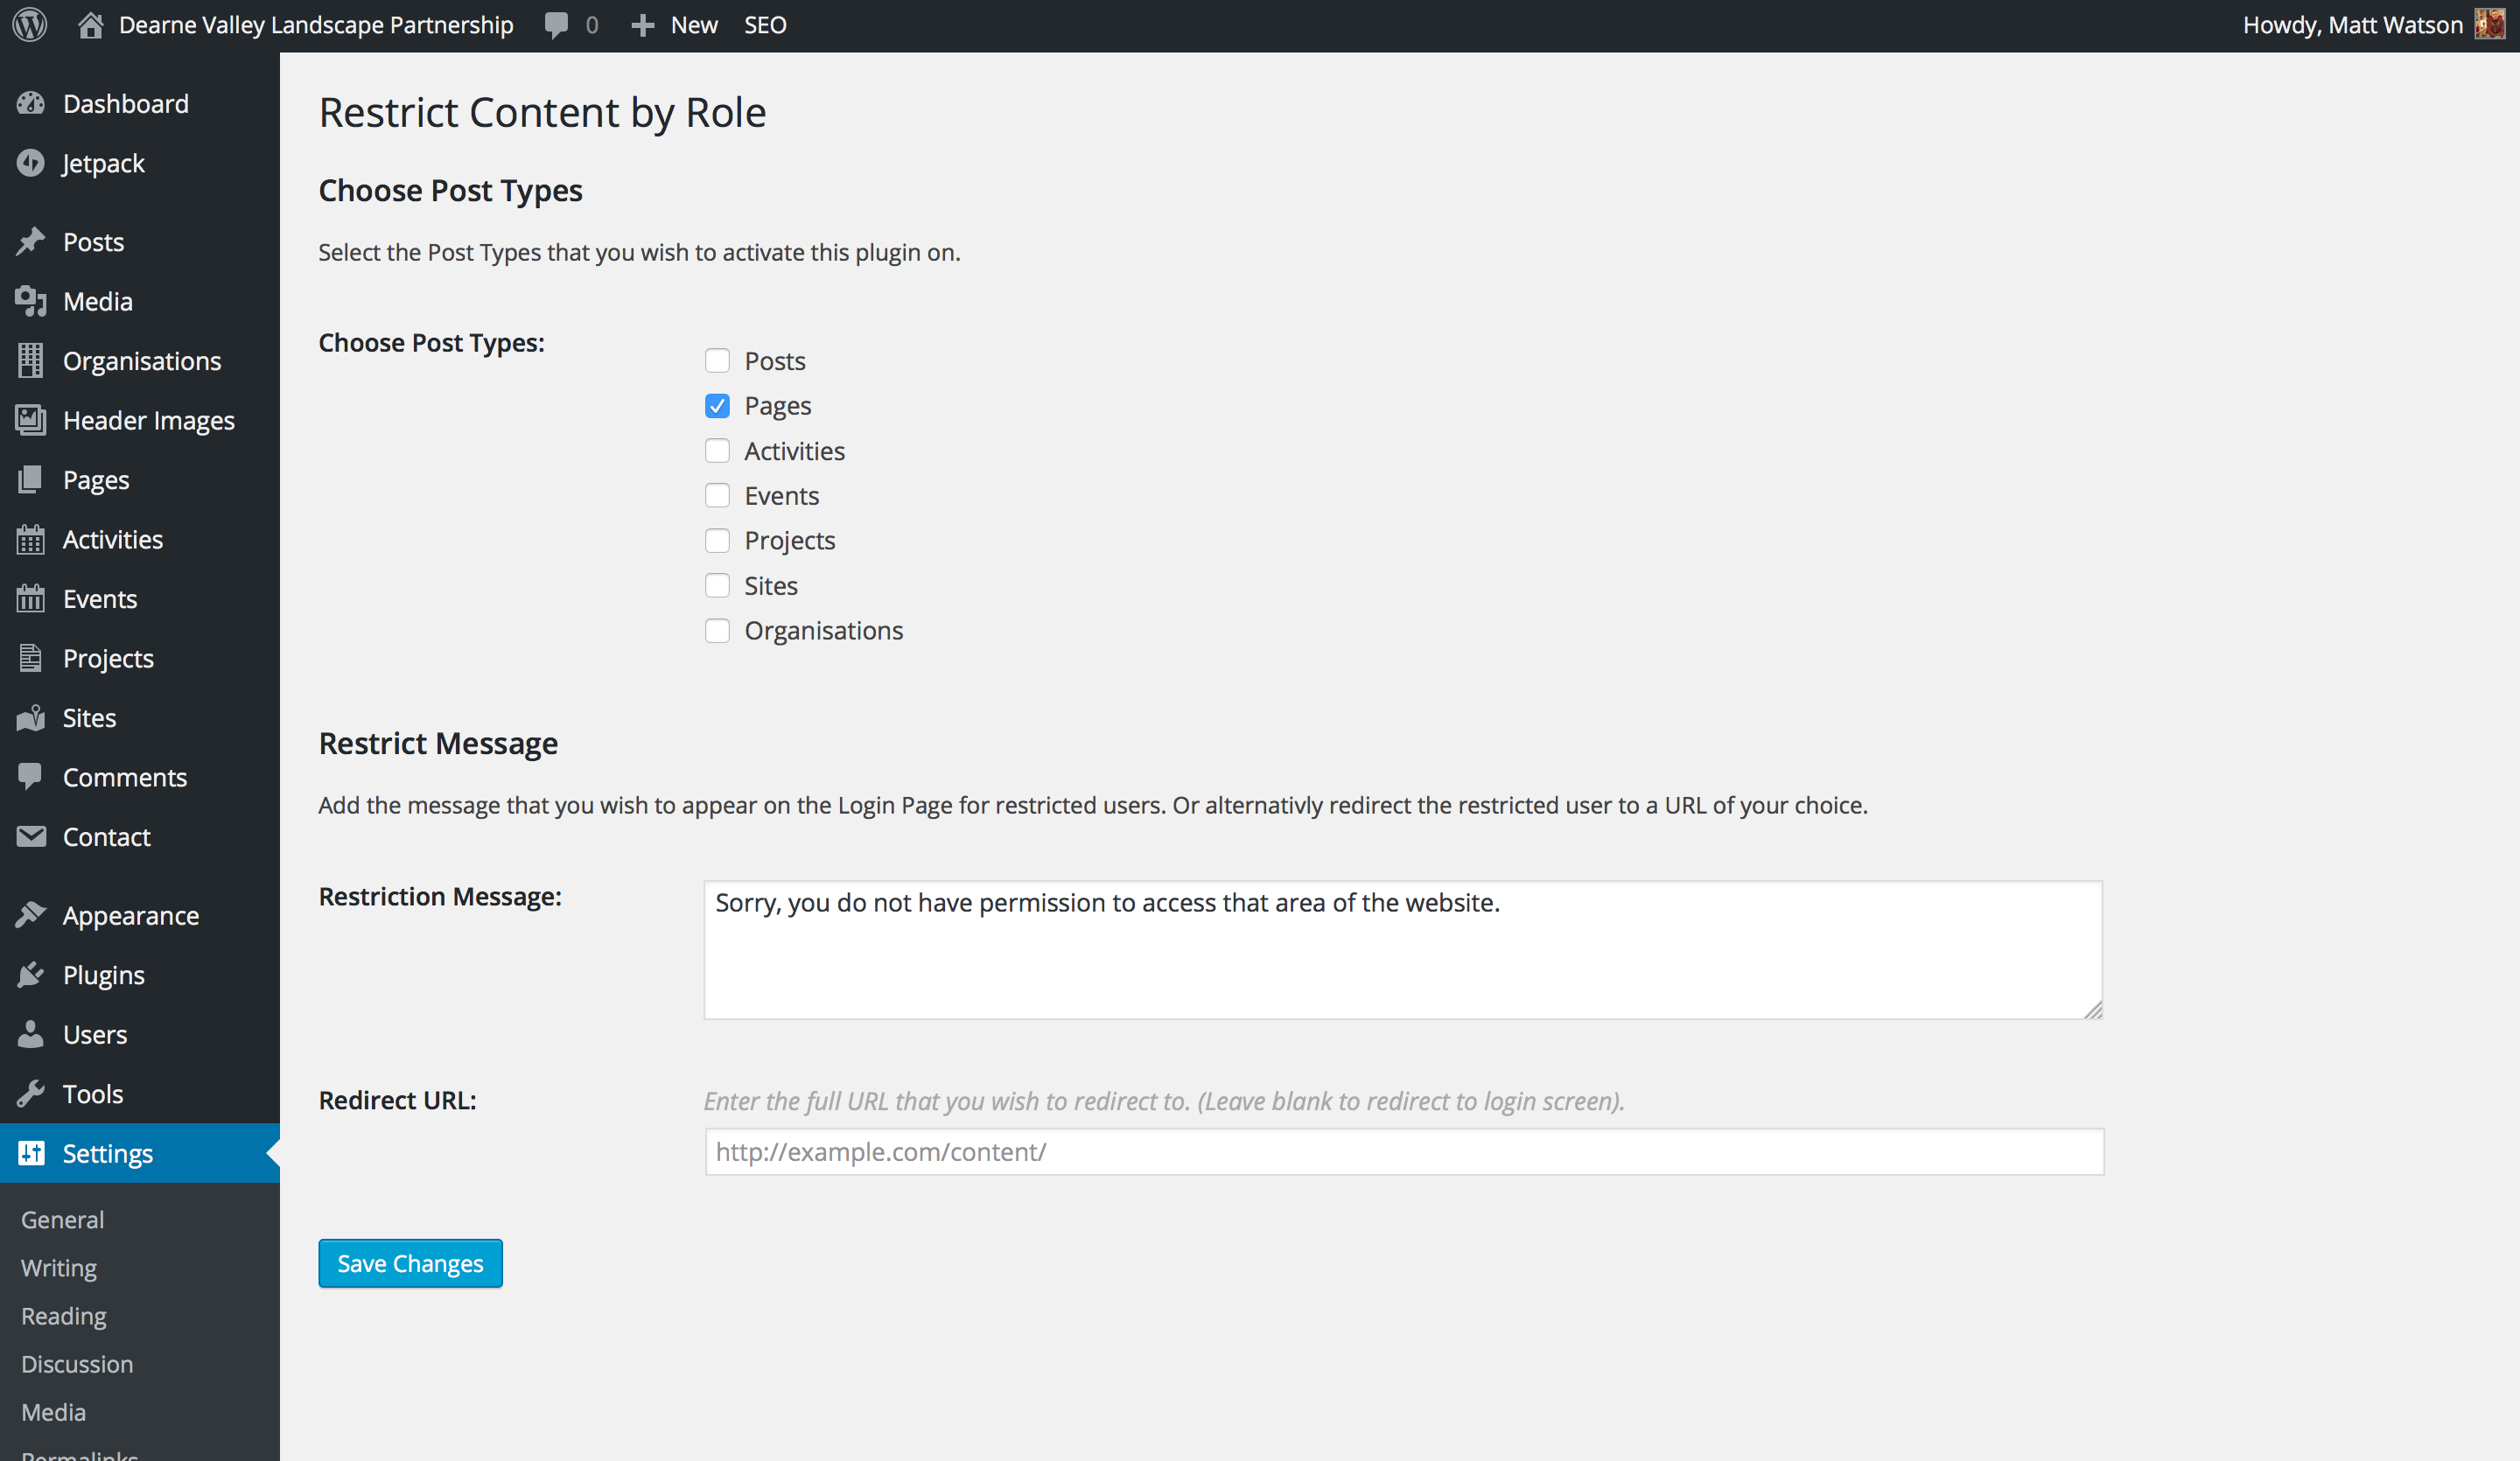 Dearne Valley Landscape Partnership 0 New SEO Howdy, Matt Watson
Dashboard
Jetpack
Posts
Media
Organisations
Header Images
Pages
Activities
Events
Projects
Sites
Comments
Contact
Appearance
Plugins
Users
Tools
Settings
General
Writing
Reading
Discussion
Media
Permalinks
Restrict Content by Role
Choose Post Types
Select the Post Types that you wish to activate this plugin on.
Choose Post Types:
Posts
Pages
Activities
Events
Projects
Sites
Organisations
Restrict Message
Add the message that you wish to appear on the Login Page for restricted users. Or alternativly redirect the restricted user to a URL of your choice.
Restriction Message:
Sorry, you do not have permission to access that area of the website.
Redirect URL:
Enter the full URL that you wish to redirect to. (Leave blank to redirect to login screen).
http://example.com/content/
Save Changes